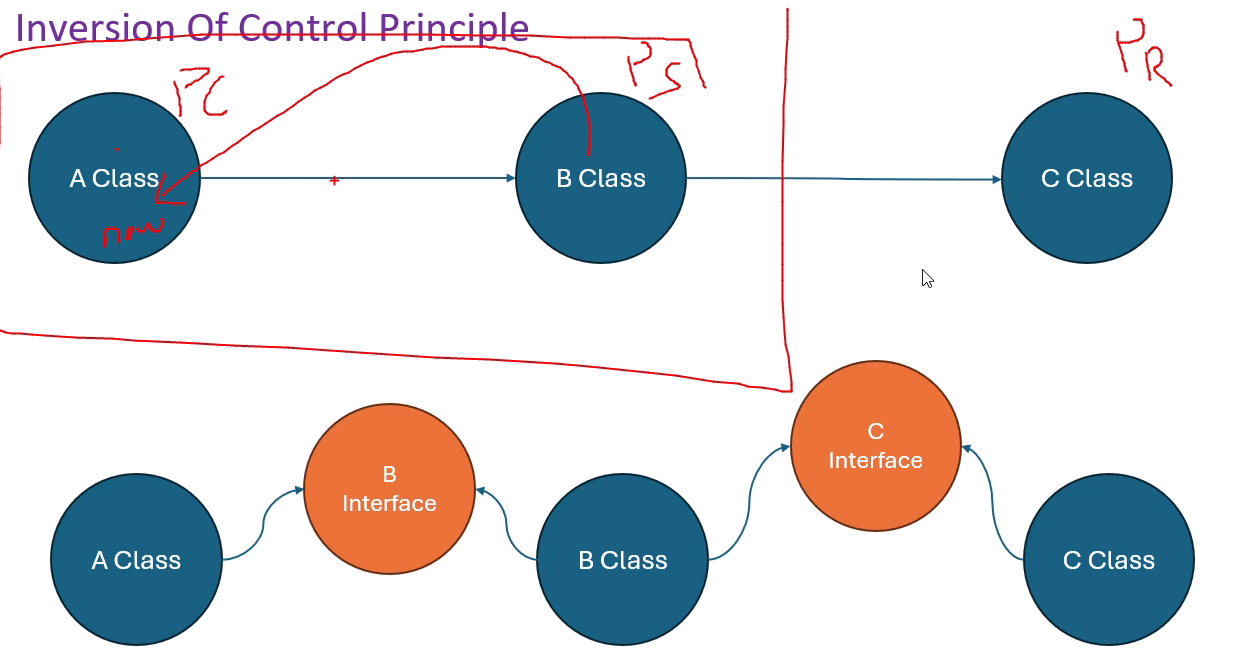 Inversion Of Control Principle
PC
PS
PR
A Class
B Class
C Class
new
B
Interface
C
Interface
A Class
B Class
C Class